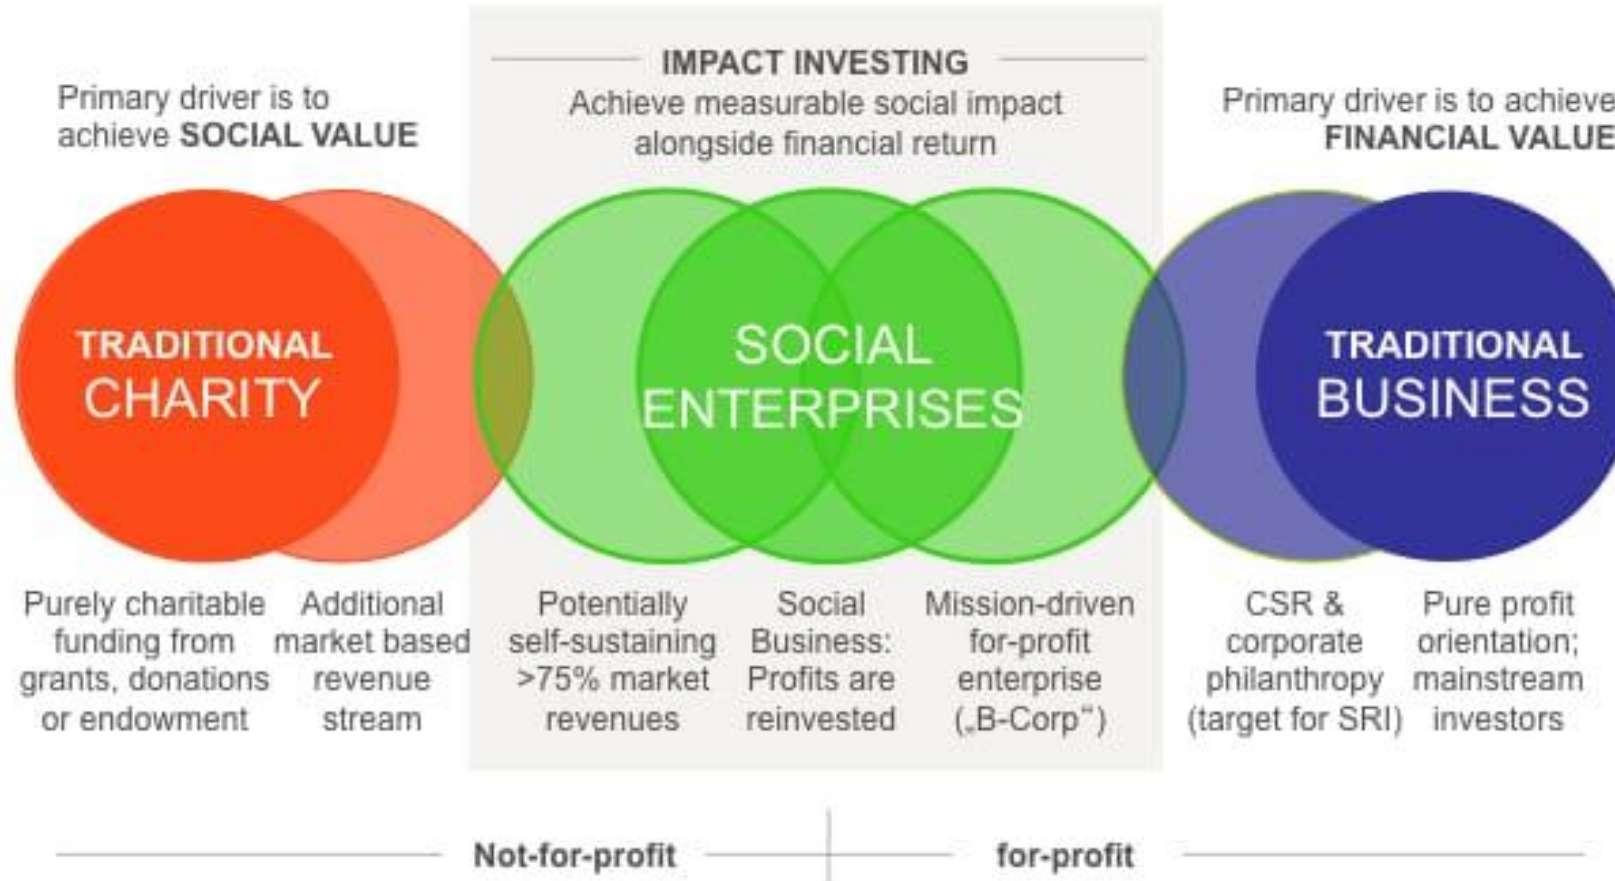 Primary driver is to
achieve SOCIAL VALUE
IMPACT INVESTING
Achieve measurable social impact
alongside financial return
Primary driver is to achieve
FINANCIAL VALUE
TRADITIONAL
CHARITY
SOCIAL
ENTERPRISES
TRADITIONAL
BUSINESS
Purely charitable
funding from
grants, donations
or endowment
Additional
market based
revenue
stream
Potentially
self-sustaining
>75% market
revenues
Social
Business:
Profits are
reinvested
Mission-driven
for-profit
enterprise
(„B-Corp“)
CSR &
corporate
philanthropy
(target for SRI)
Pure profit
orientation;
mainstream
investors
Not-for-profit
for-profit